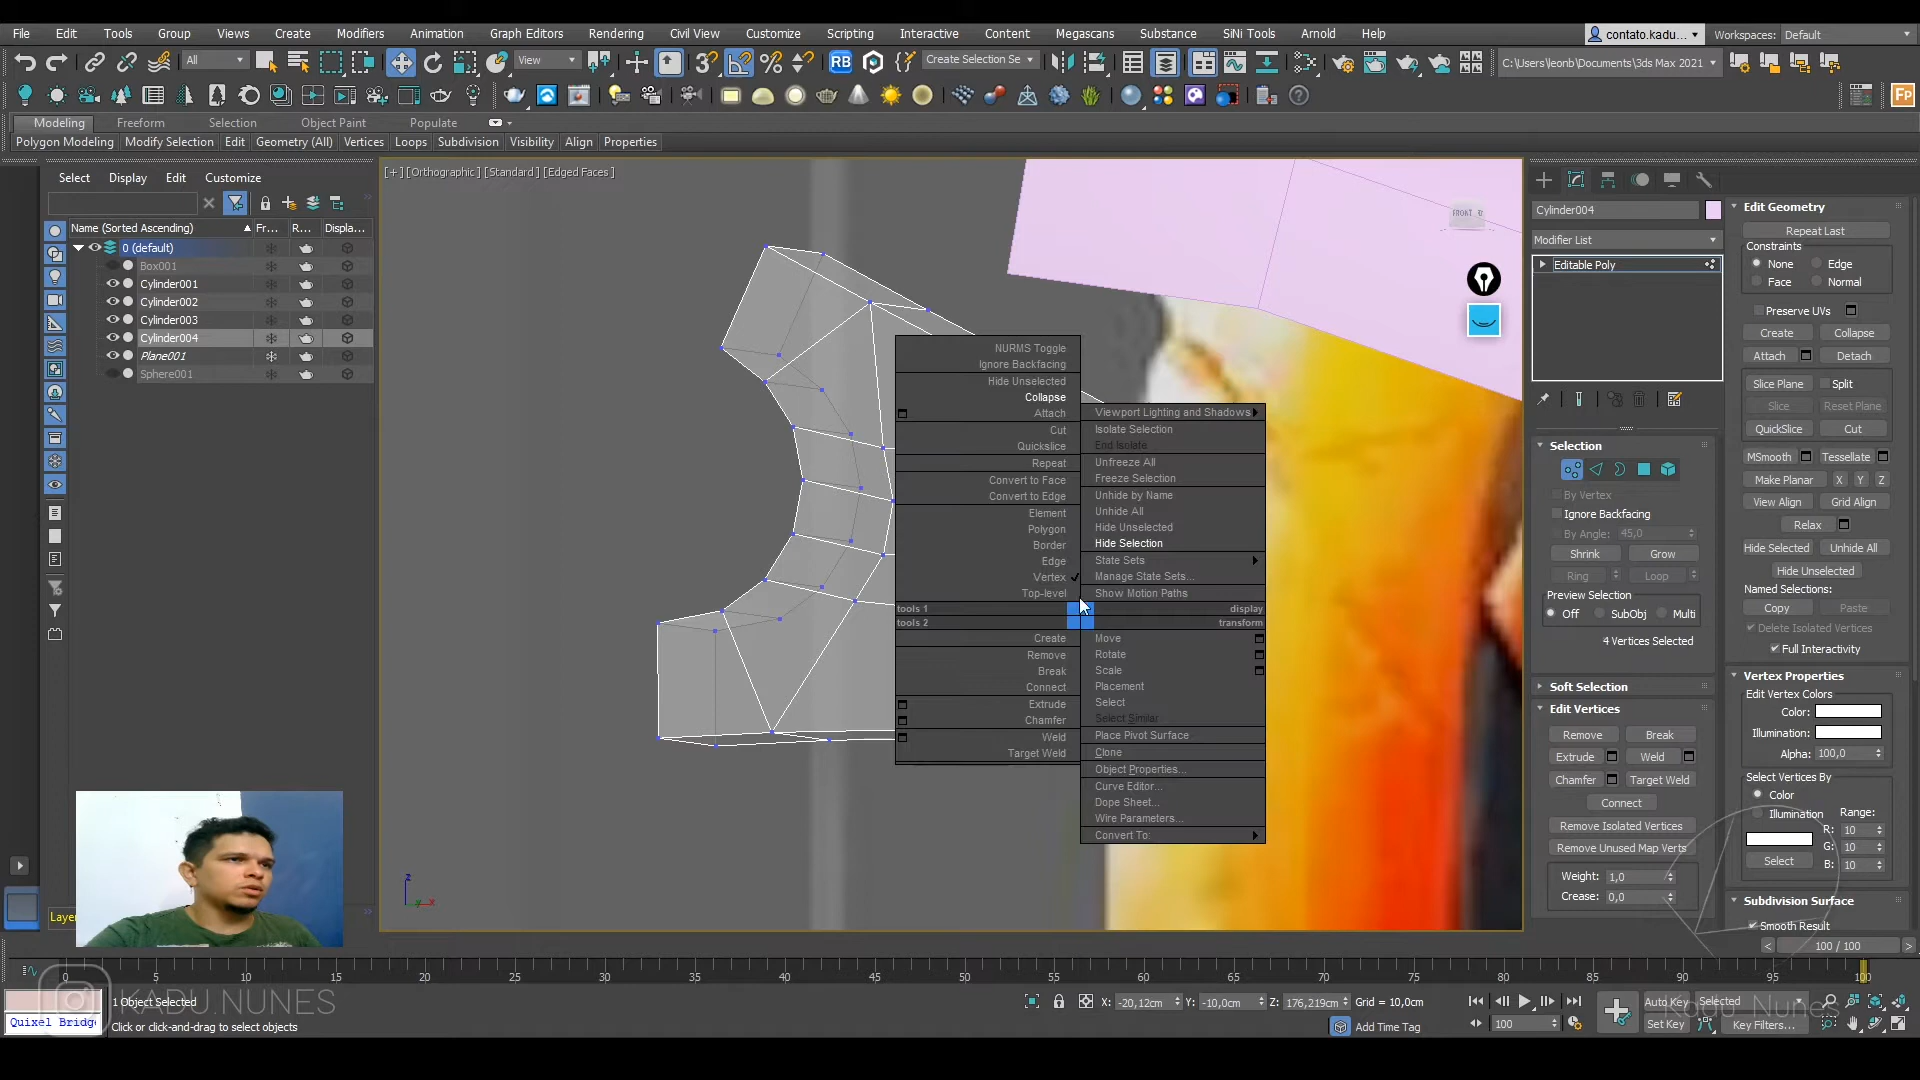 File Edit Tools Group Views Create Modifiers Animation Graph Editors Rendering Civil View Customize Scripting Interactive Content Megascans Substance SiNi Tools Arnold Help
contato.kadu... Workspaces: Default
All View Create Selection Se C:\Users\leonb\Documents\3ds Max 2021
Modeling Freeform Selection Object Paint Populate
Polygon Modeling Modify Selection Edit Geometry (All) Vertices Loops Subdivision Visibility Align Properties
Select Display Edit Customize
Name (Sorted Ascending) Fr... R... Displa...
0 (default)
Box001
Cylinder001
Cylinder002
Cylinder003
Cylinder004
Plane001
Sphere001
[+] [Orthographic] [Standard] [Edged Faces]
FRONT
NURMS Toggle
Ignore Backfacing
Hide Unselected
Collapse
Attach
Cut
Quickslice
Repeat
Convert to Face
Convert to Edge
Element
Polygon
Border
Edge
Vertex
Top-level
tools 1
tools 2
Create
Remove
Break
Connect
Extrude
Chamfer
Weld
Target Weld
Viewport Lighting and Shadows
Isolate Selection
End Isolate
Unfreeze All
Freeze Selection
Unhide by Name
Unhide All
Hide Unselected
Hide Selection
State Sets
Manage State Sets...
Show Motion Paths
display
transform
Move
Rotate
Scale
Placement
Select
Select Similar
Place Pivot Surface
Clone
Object Properties...
Curve Editor...
Dope Sheet...
Wire Parameters...
Convert To:
Cylinder004
Modifier List
Editable Poly
Selection
By Vertex
Ignore Backfacing
By Angle: 45,0
Shrink Grow
Ring Loop
Preview Selection
Off SubObj Multi
4 Vertices Selected
Soft Selection
Edit Vertices
Remove Break
Extrude Weld
Chamfer Target Weld
Connect
Remove Isolated Vertices
Remove Unused Map Verts
Weight: 1,0
Crease: 0,0
Edit Geometry
Repeat Last
Constraints
None Edge
Face Normal
Preserve UVs
Create Collapse
Attach Detach
Slice Plane Split
Slice Reset Plane
QuickSlice Cut
MSmooth Tessellate
Make Planar X Y Z
View Align Grid Align
Relax
Hide Selected Unhide All
Hide Unselected
Named Selections:
Copy Paste
Delete Isolated Vertices
Full Interactivity
Vertex Properties
Edit Vertex Colors
Color:
Illumination:
Alpha: 100,0
Select Vertices By
Color
Illumination Range:
R: 10
G: 10
Select B: 10
Subdivision Surface
Smooth Result
z x
Laye
< 100 / 100 >
0 5 10 15 20 25 30 35 40 45 50 55 60 65 70 75 80 85 90 95 100
KADU.NUNES
1 Object Selected
Click or click-and-drag to select objects
Quixel Bridg
X: -20,12cm Y: -10,0cm Z: 176,219cm Grid = 10,0cm
Add Time Tag
100
Auto Key Selected
Set Key Key Filters...
Kadu_Nunes
RB
Fp